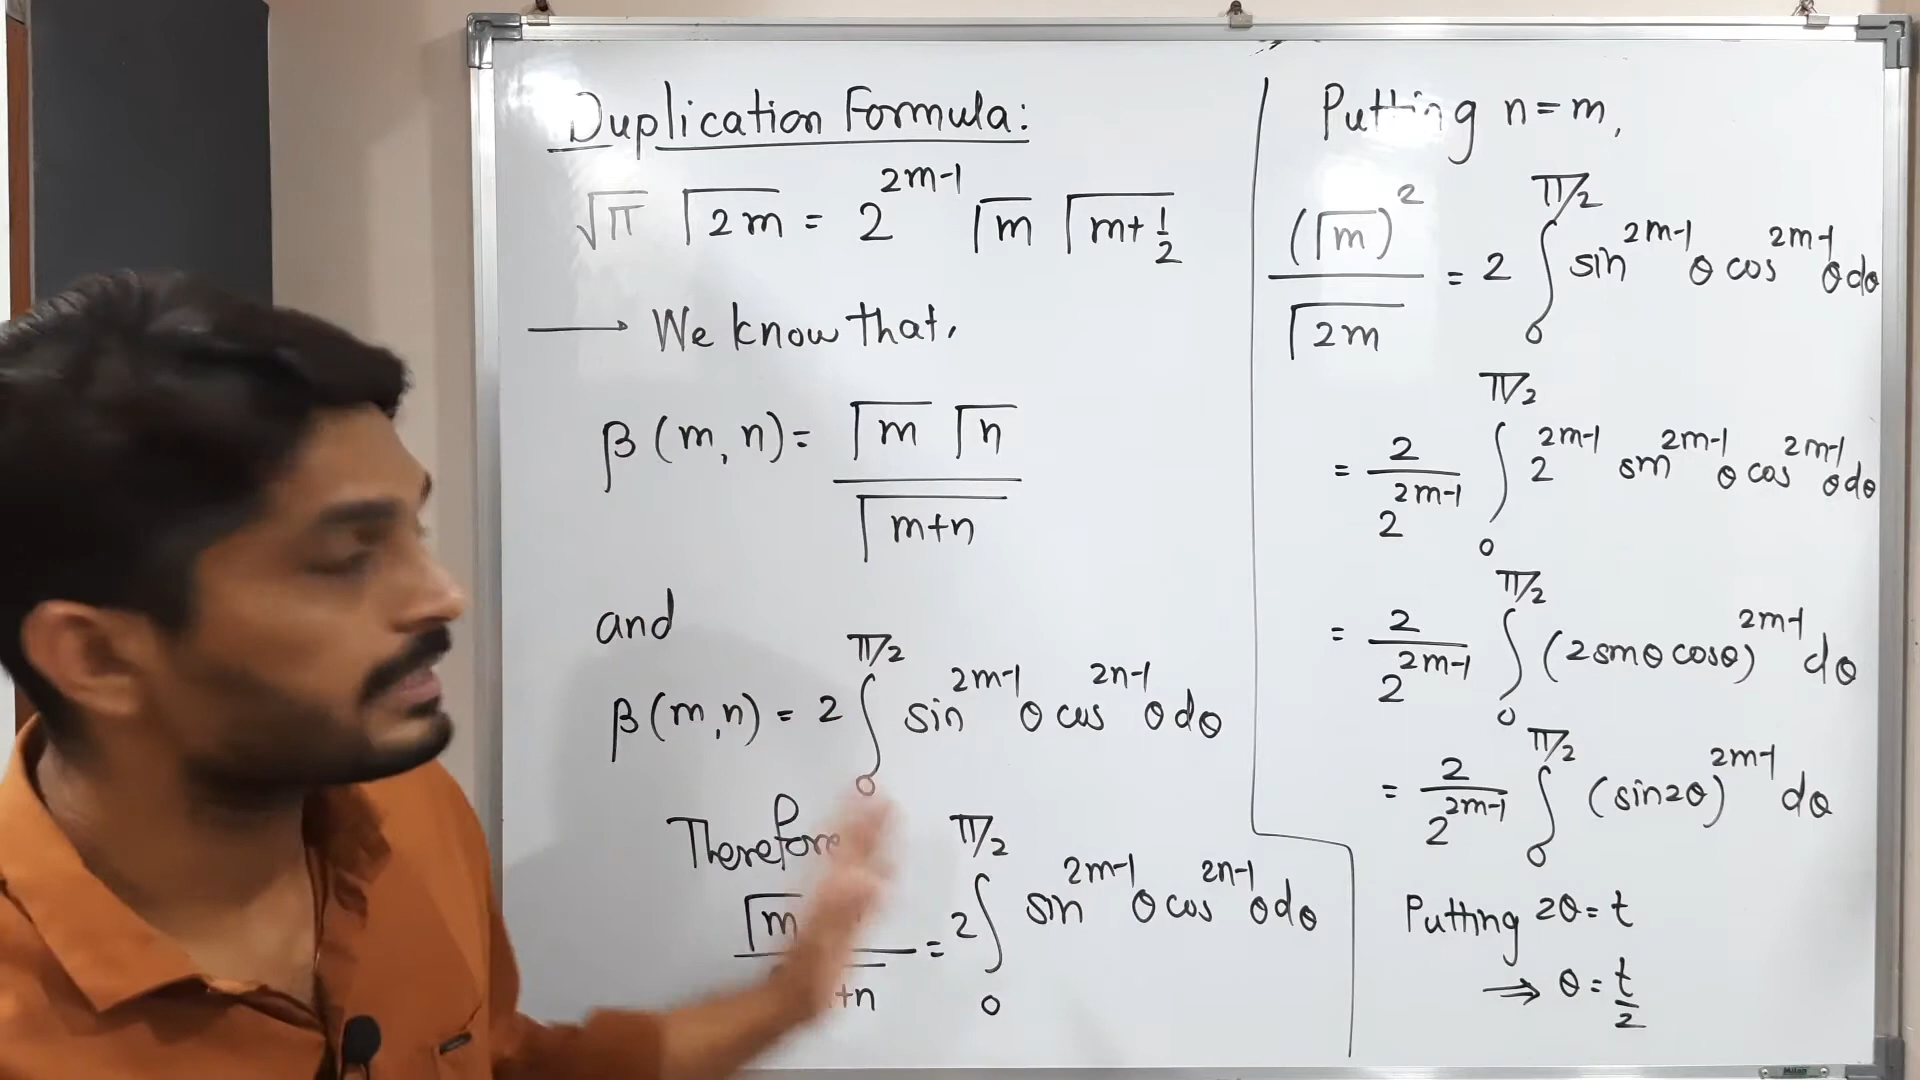 Duplication Formula:
√π Γ2m = 2^(2m-1) Γm Γ(m+1/2)
→ We know that,
β(m, n) = Γm Γn / Γ(m+n)
and
β(m,n) = 2 ∫_0^(π/2) sin^(2m-1) θ cos^(2n-1) θ dθ
Therefore
Γm / +n = 2 ∫_0^(π/2) sin^(2m-1) θ cos^(2n-1) θ dθ
Putting n=m,
(Γm)^2 / Γ2m = 2 ∫_0^(π/2) sin^(2m-1) θ cos^(2m-1) θ dθ
= 2/2^(2m-1) ∫_0^(π/2) 2^(2m-1) sin^(2m-1) θ cos^(2m-1) θ dθ
= 2/2^(2m-1) ∫_0^(π/2) (2 sinθ cosθ)^(2m-1) dθ
= 2/2^(2m-1) ∫_0^(π/2) (sin2θ)^(2m-1) dθ
Putting 2θ = t
⇒ θ = t/2